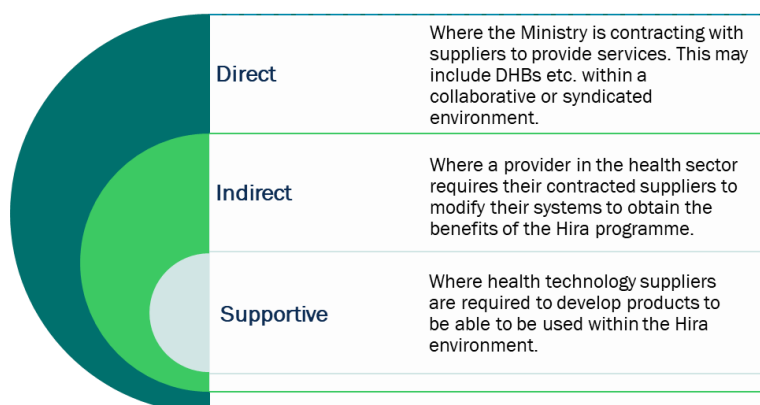 Direct
Where the Ministry is contracting with
suppliers to provide services. This may
include DHBs etc. within a
collaborative or syndicated
environment.
Indirect
Where a provider in the health sector
requires their contracted suppliers to
modify their systems to obtain the
benefits of the Hira programme.
Supportive
Where health technology suppliers
are required to develop products to
be able to be used within the Hira
environment.